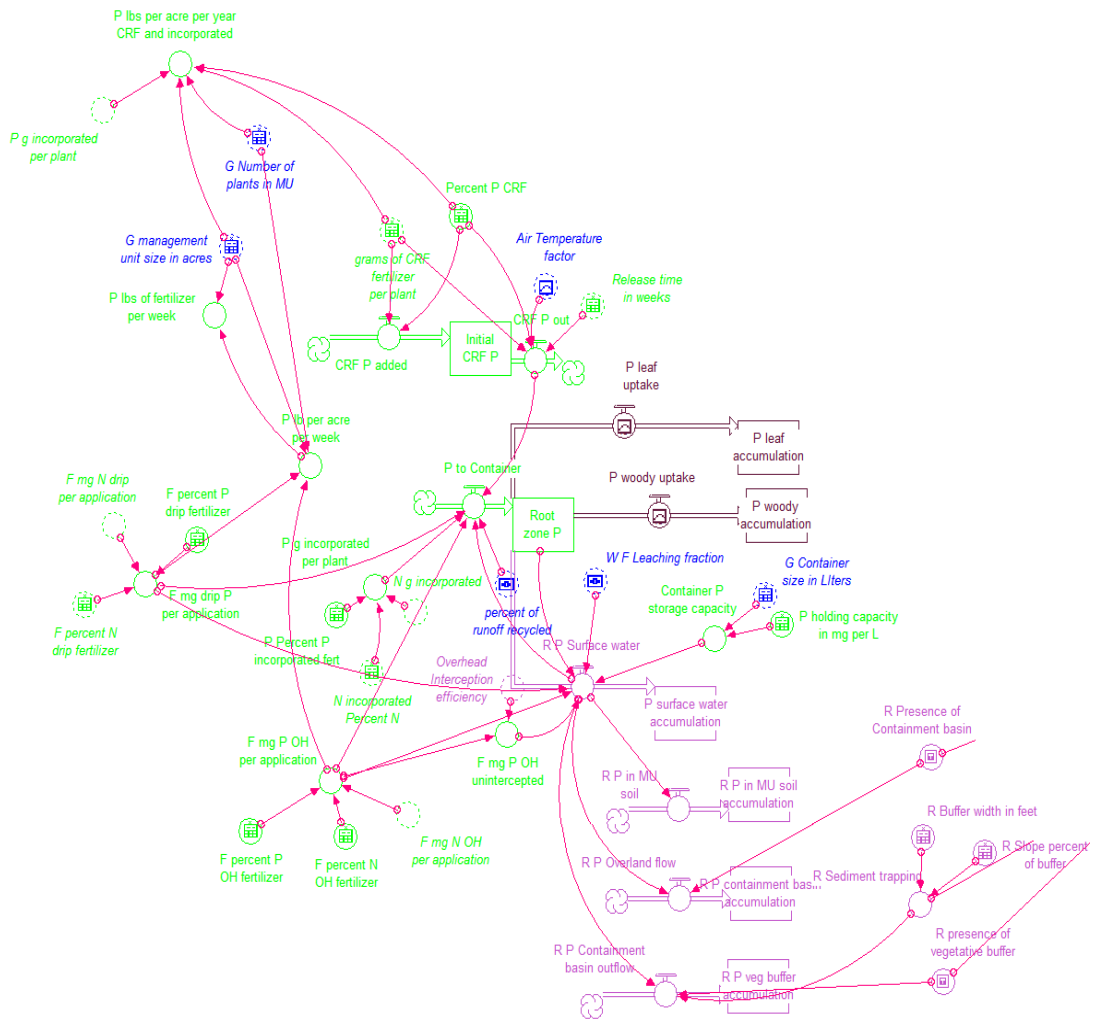 P lbs per acre per year
CRF and incorporated
P g incorporated
per plant
G Number of
plants in MU
Percent P CRF
G management
unit size in acres
grams of CRF
fertilizer
per plant
Air Temperature
factor
Release time
in weeks
P lbs of fertilizer
per week
CRF P out
Initial
CRF P
CRF P added
P leaf
uptake
P leaf
accumulation
P lb per acre
per week
P to Container
P woody uptake
P woody
accumulation
Root
zone P
F mg N drip
per application
F percent P
drip fertilizer
P g incorporated
per plant
W F Leaching fraction
G Container
size in LIters
N g incorporated
percent of
runoff recycled
Container P
storage capacity
P holding capacity
in mg per L
F mg drip P
per application
F percent N
drip fertilizer
P Percent P
incorporated fert
R P Surface water
Overhead
Interception
efficiency
N incorporated
Percent N
P surface water
accumulation
R Presence of
Containment basin
F mg P OH
per application
F mg P OH
unintercepted
R P in MU
soil
R P in MU soil
accumulation
R Buffer width in feet
F percent P
OH fertilizer
F percent N
OH fertilizer
F mg N OH
per application
R Slope percent
of buffer
R P Overland flow
R P containment basin
accumulation
R Sediment trapping
R P Containment
basin outflow
R P veg buffer
accumulation
R presence of
vegetative buffer